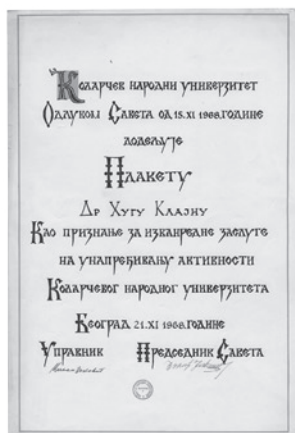 Коларчев народни универзитет
Одлуком Савета од 15.XI 1968.године
додељује
Плакету
Др Хугу Клајну
Као признање за изванредне заслуге
на унапређивању активности
Коларчевог народног универзитета
Београд 21.XI 1968.године
Управник Председник Савета